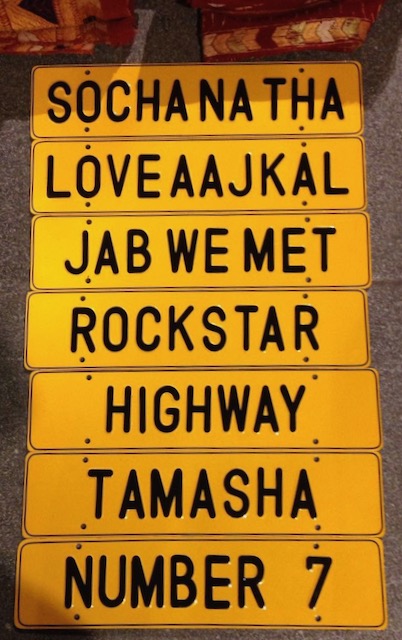 SOCHA NA THA
LOVE AAJ KAL
JAB WE MET
ROCKSTAR
HIGHWAY
TAMASHA
NUMBER 7